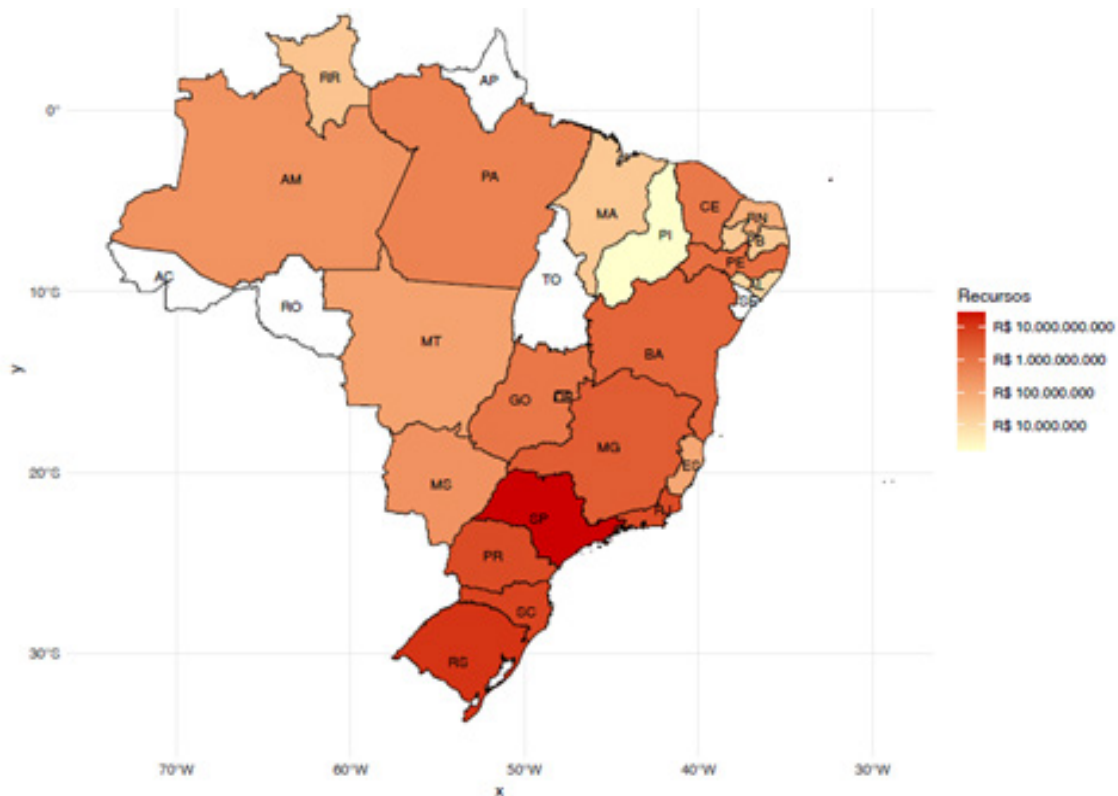 RR
AP
0°
AM
PA
MA
CE
RN
PI
PB
PE
AC
TO
AL
10°S
RO
SE
Recursos
R$ 10.000.000.000
MT
BA
R$ 1.000.000.000
GO
R$ 100.000.000
R$ 10.000.000
y
MG
ES
20°S
MS
RJ
SP
PR
SC
30°S
RS
70°W
60°W
50°W
40°W
30°W
x